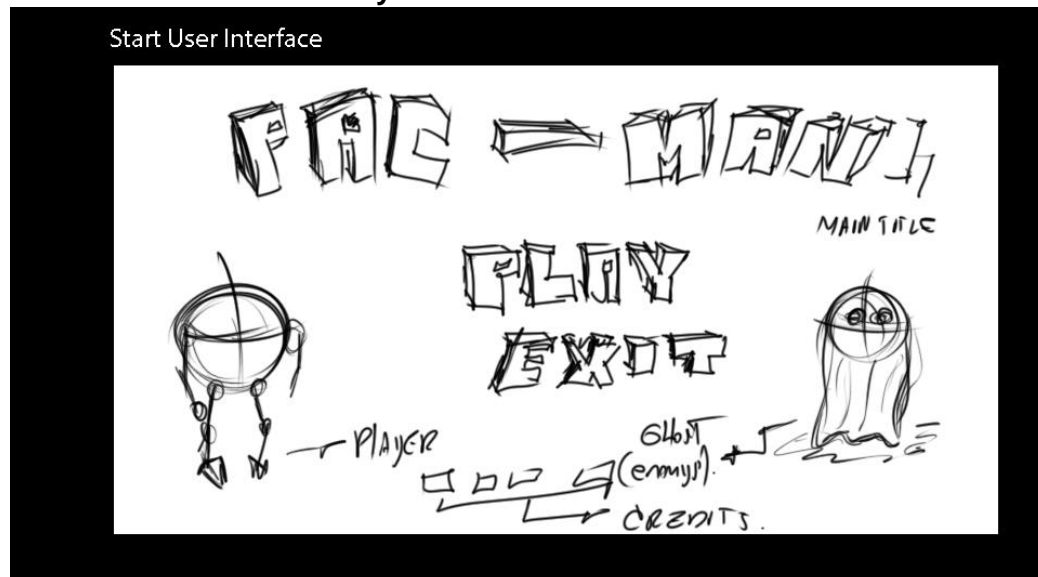 Start User Interface
PAC-MAN
MAIN TITLE
PLAY
EXIT
PLAYER
GHOST
(enemys).
CREDITS.